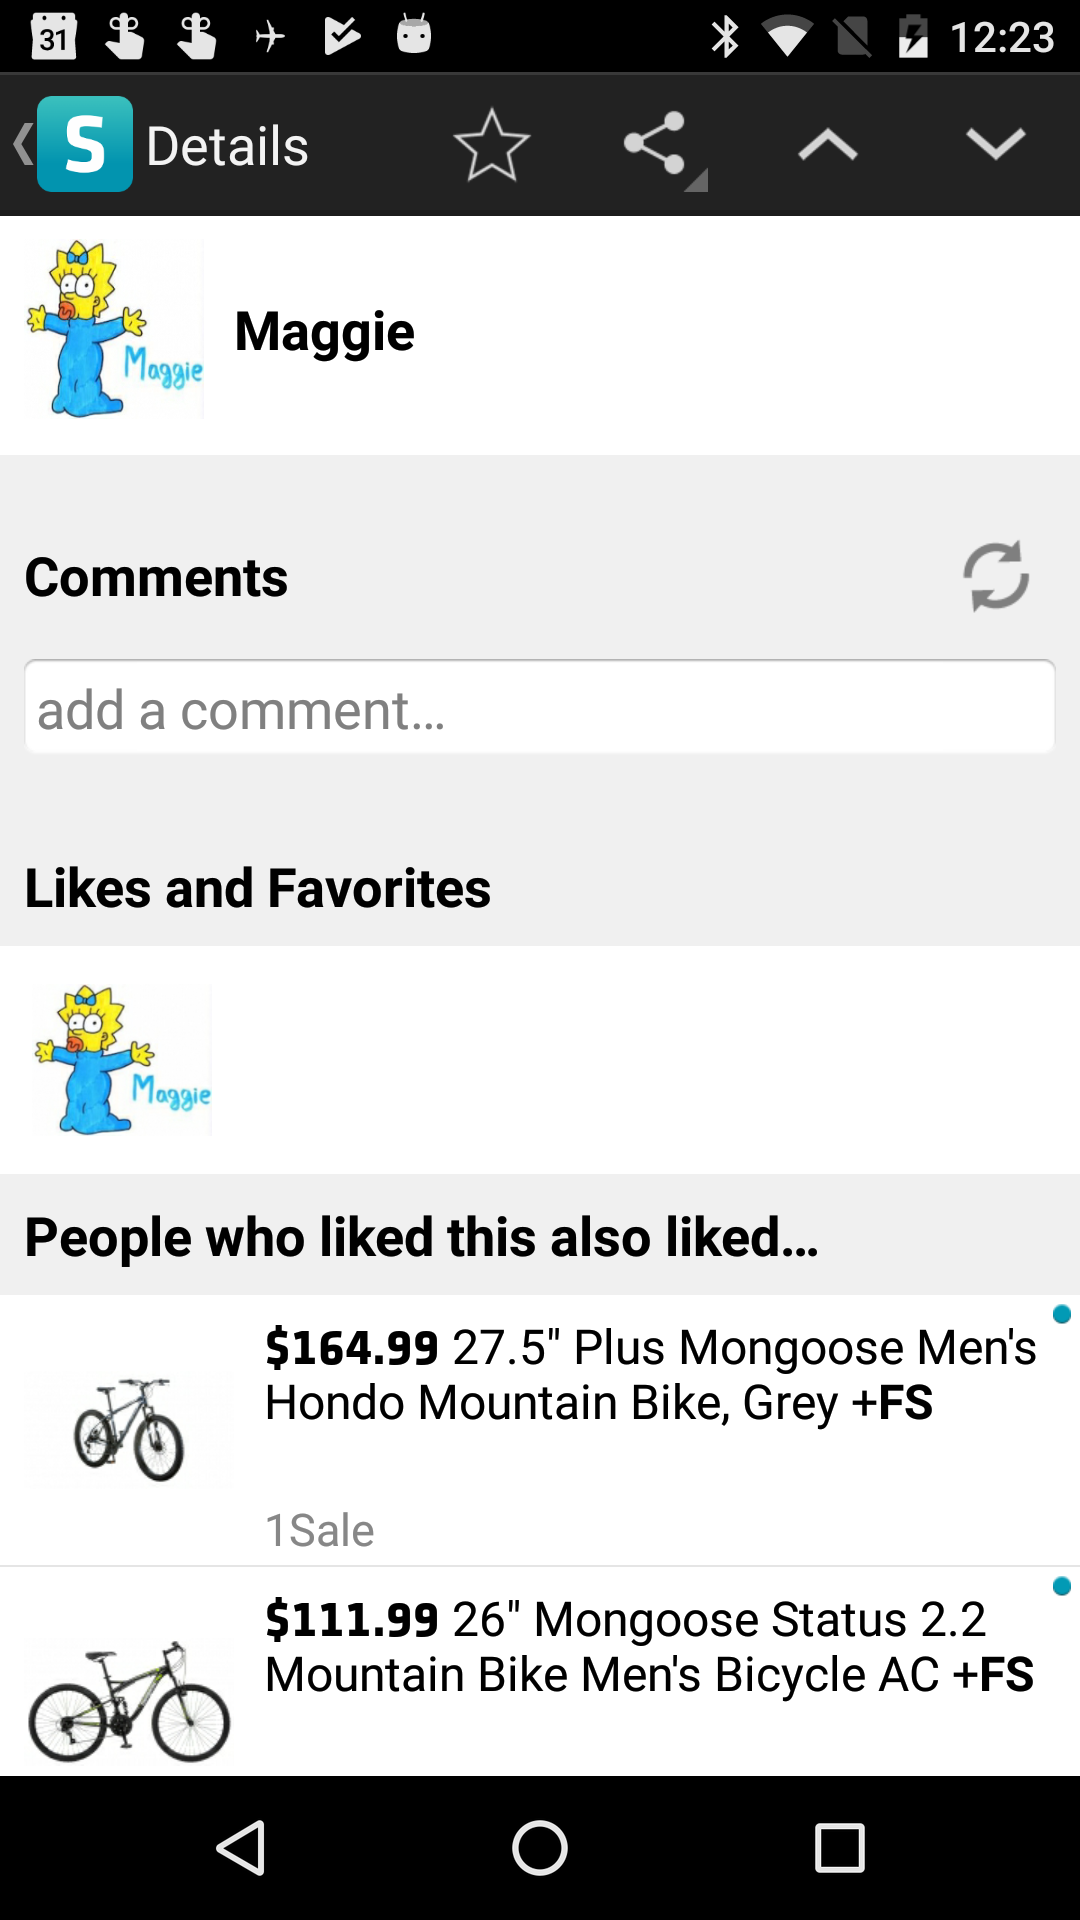 31
12:23
S Details
Maggie
Maggie
Comments
add a comment...
Likes and Favorites
Maggie
People who liked this also liked...
$164.99 27.5" Plus Mongoose Men's
Hondo Mountain Bike, Grey +FS
1Sale
$111.99 26" Mongoose Status 2.2
Mountain Bike Men's Bicycle AC +FS